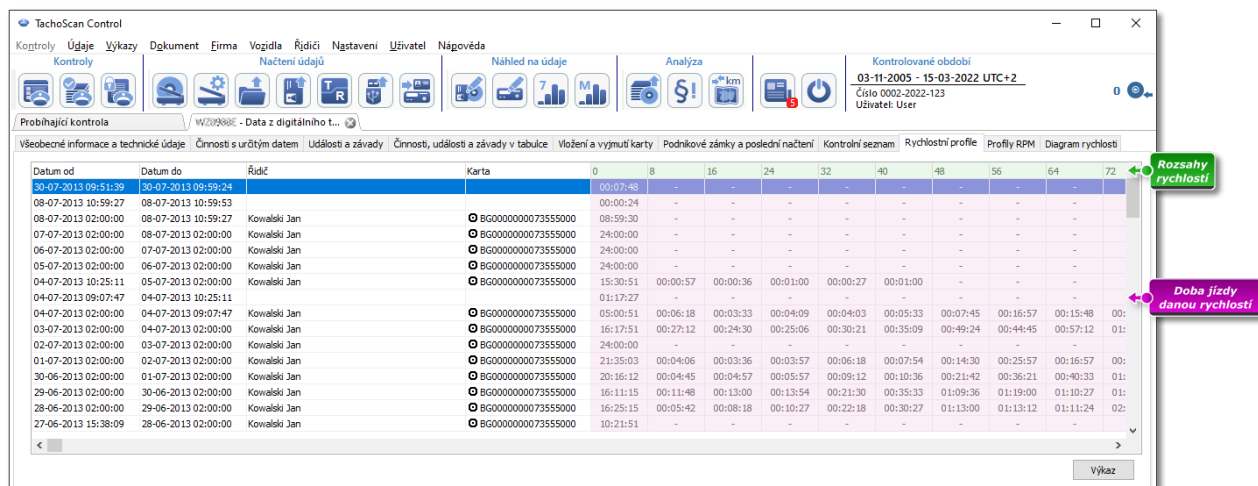 TachoScan Control
Kontroly Údaje Výkazy Dokument Firma Vozidla Řidiči Nastavení Uživatel Nápověda
Kontroly Načtení údajů Náhled na údaje Analýza Kontrolované období
03-11-2005 - 15-03-2022 UTC+2
Číslo 0002-2022-123
Uživatel: User
A T R 7 M §! km 5 0
Probíhající kontrola - Data z digitálního t...
Všeobecné informace a technické údaje Činnosti s určitým datem Události a závady Činnosti, události a závady v tabulce Vložení a vyjmutí karty Podnikové zámky a poslední načtení Kontrolní seznam Rychlostní profile Profily RPM Diagram rychlosti
Datum od Datum do Řidič Karta 0 8 16 24 32 40 48 56 64 72
30-07-2013 09:51:39 30-07-2013 09:59:24 00:07:48 - - - - - - - -
08-07-2013 10:59:27 08-07-2013 10:59:53 00:00:24 - - - - - - - -
08-07-2013 02:00:00 08-07-2013 10:59:27 Kowalski Jan BG0000000073555000 08:59:30 - - - - - - - -
07-07-2013 02:00:00 08-07-2013 02:00:00 Kowalski Jan BG0000000073555000 24:00:00 - - - - - - - -
06-07-2013 02:00:00 07-07-2013 02:00:00 Kowalski Jan BG0000000073555000 24:00:00 - - - - - - - -
05-07-2013 02:00:00 06-07-2013 02:00:00 Kowalski Jan BG0000000073555000 24:00:00 - - - - - - - -
04-07-2013 10:25:11 05-07-2013 02:00:00 Kowalski Jan BG0000000073555000 15:30:51 00:00:57 00:00:36 00:01:00 00:00:27 00:01:00 - - -
04-07-2013 09:07:47 04-07-2013 10:25:11 01:17:27 - - - - - - - -
04-07-2013 02:00:00 04-07-2013 09:07:47 Kowalski Jan BG0000000073555000 05:00:51 00:06:18 00:03:33 00:04:09 00:04:03 00:05:33 00:07:45 00:16:57 00:15:48 00:
03-07-2013 02:00:00 04-07-2013 02:00:00 Kowalski Jan BG0000000073555000 16:17:51 00:27:12 00:24:30 00:25:06 00:30:21 00:35:09 00:49:24 00:44:45 00:57:12 01:
02-07-2013 02:00:00 03-07-2013 02:00:00 Kowalski Jan BG0000000073555000 24:00:00 - - - - - - - -
01-07-2013 02:00:00 02-07-2013 02:00:00 Kowalski Jan BG0000000073555000 21:35:03 00:04:06 00:03:36 00:03:57 00:06:18 00:07:54 00:14:30 00:25:57 00:16:57 00:
30-06-2013 02:00:00 01-07-2013 02:00:00 Kowalski Jan BG0000000073555000 20:16:12 00:04:45 00:04:57 00:05:57 00:09:12 00:10:36 00:21:42 00:36:21 00:40:33 01:
29-06-2013 02:00:00 30-06-2013 02:00:00 Kowalski Jan BG0000000073555000 16:11:15 00:11:48 00:13:00 00:13:54 00:21:30 00:35:33 01:09:36 01:19:00 01:10:27 01:
28-06-2013 02:00:00 29-06-2013 02:00:00 Kowalski Jan BG0000000073555000 16:25:15 00:05:42 00:08:18 00:10:27 00:22:18 00:30:27 01:13:00 01:13:12 01:11:24 02:
27-06-2013 15:38:09 28-06-2013 02:00:00 Kowalski Jan BG0000000073555000 10:21:51 - - - - - - - -
Výkaz
Rozsahy
rychlostí
Doba jízdy
danou rychlostí